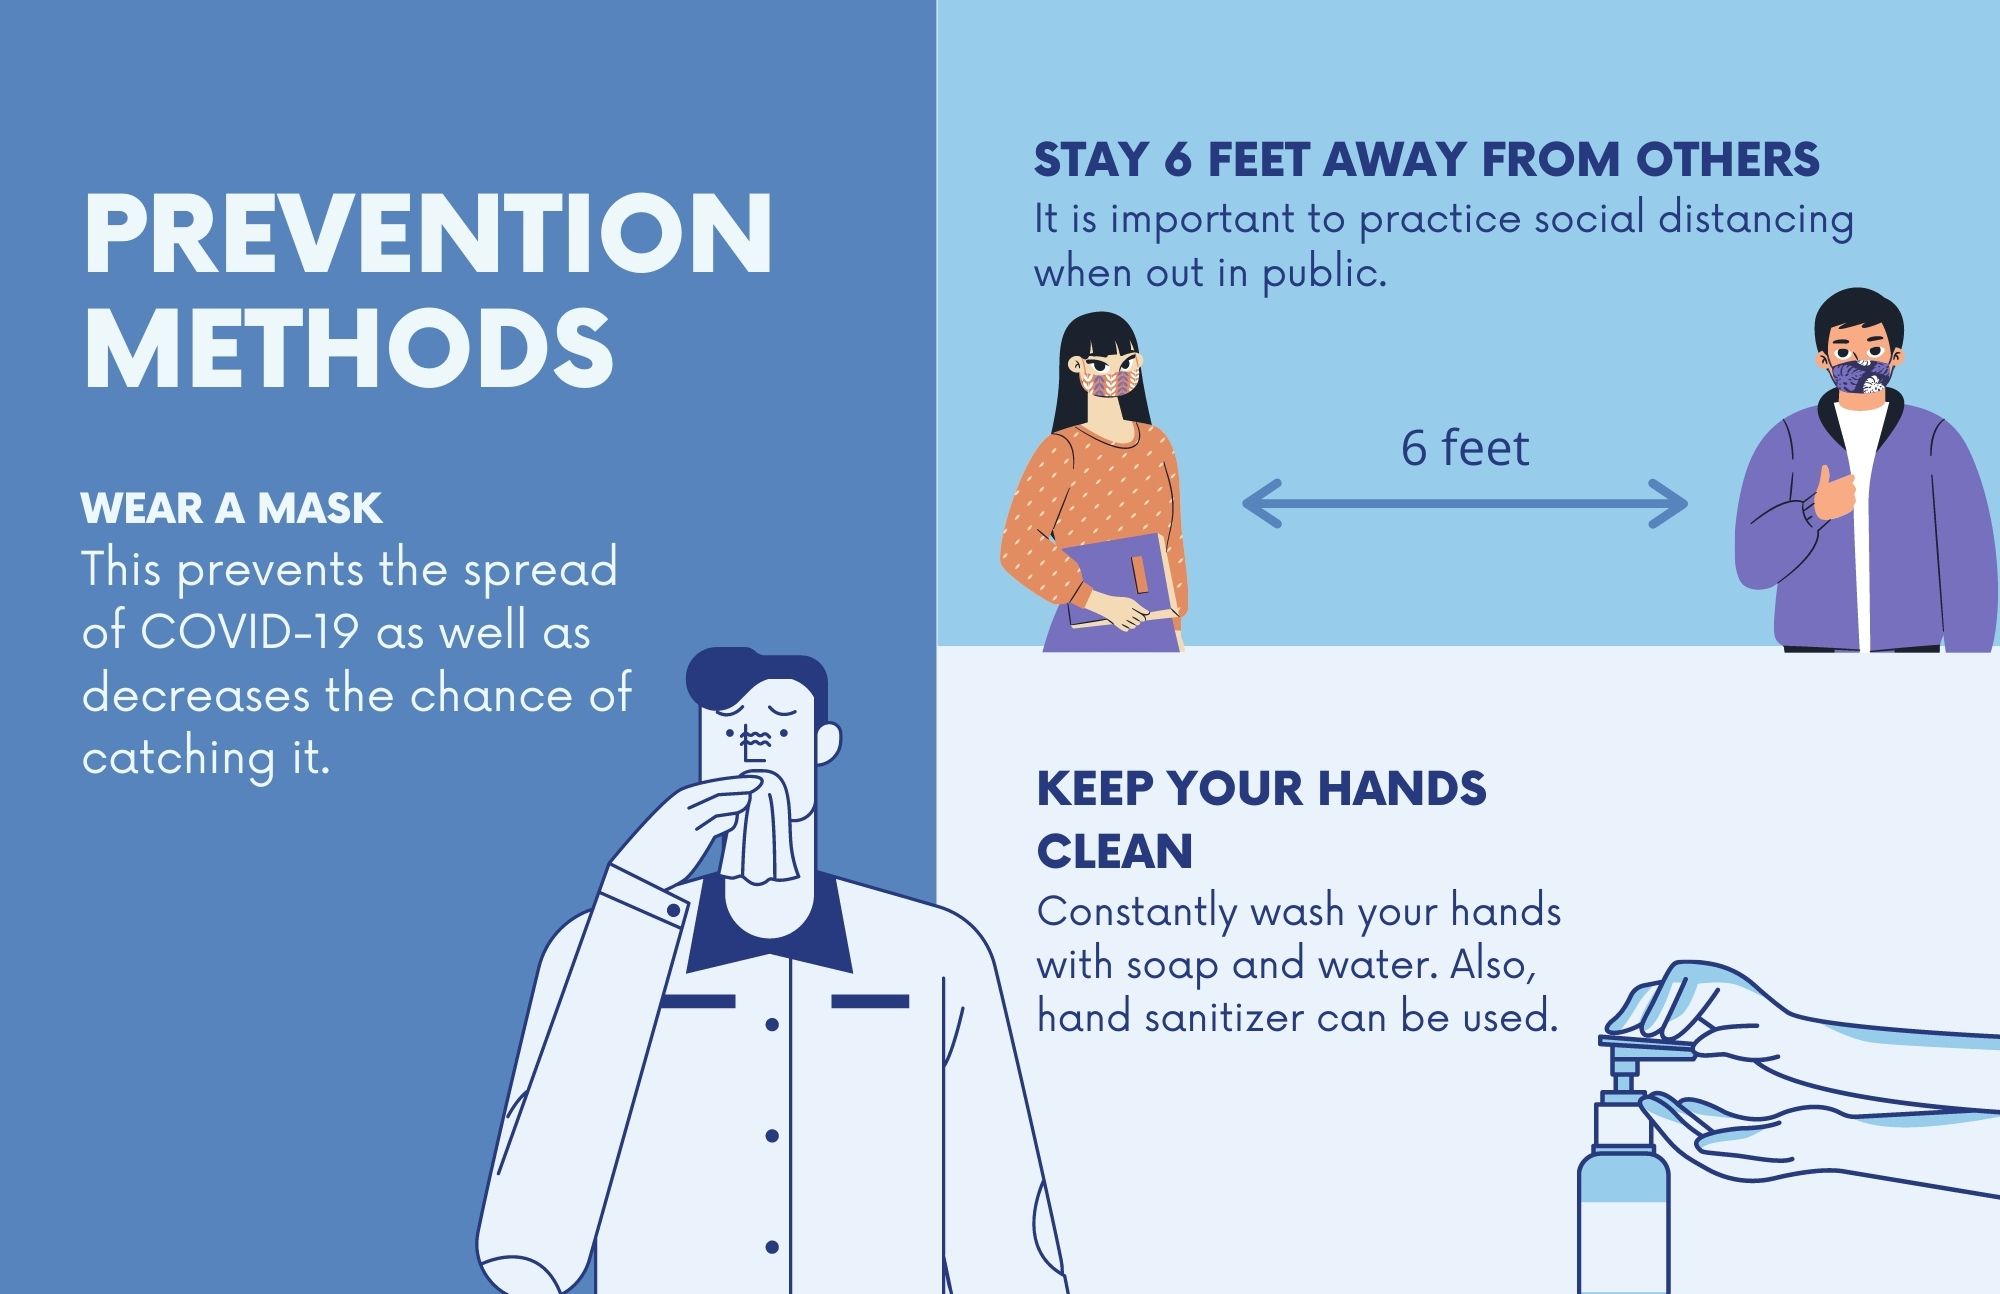 PREVENTION
METHODS
WEAR A MASK
This prevents the spread
of COVID-19 as well as
decreases the chance of
catching it.
STAY 6 FEET AWAY FROM OTHERS
It is important to practice social distancing
when out in public.
6 feet
KEEP YOUR HANDS
CLEAN
Constantly wash your hands
with soap and water. Also,
hand sanitizer can be used.